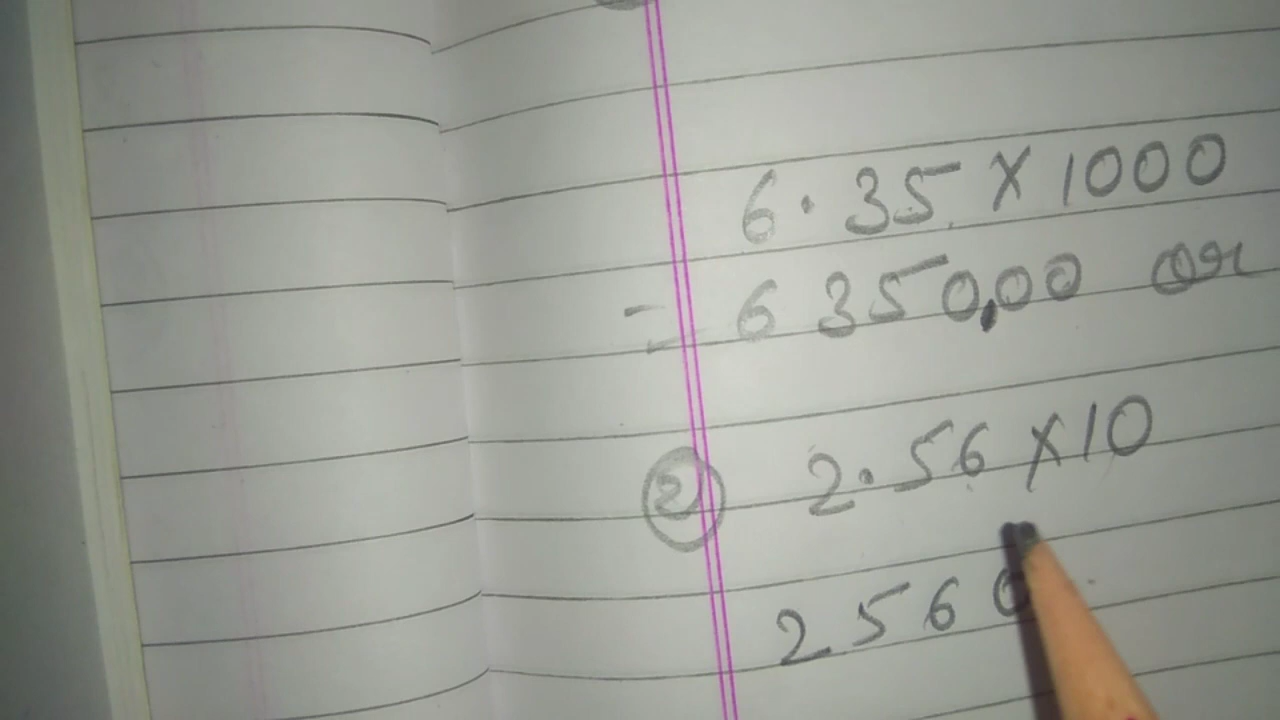 6.35 X 1000
= 6350,00 or
② 2.56 X 10
2560